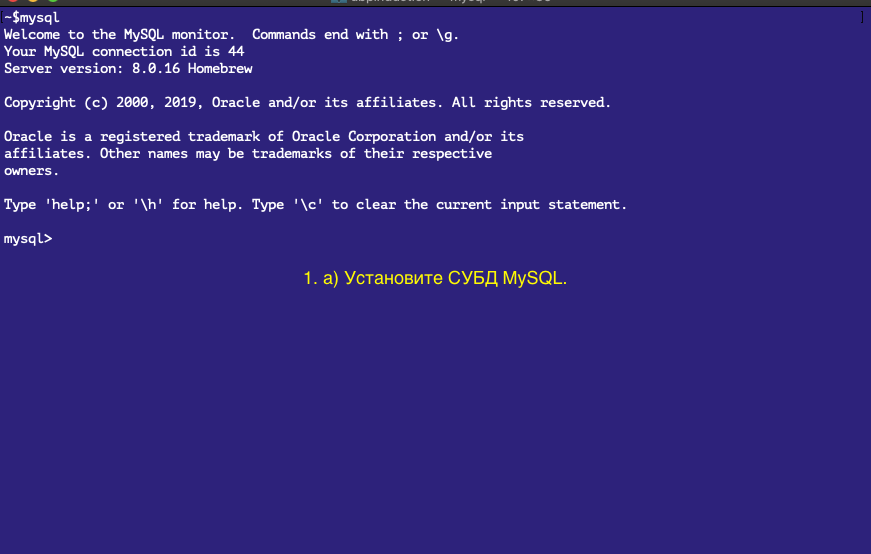 ~$mysql
Welcome to the MySQL monitor.  Commands end with ; or \g.
Your MySQL connection id is 44
Server version: 8.0.16 Homebrew
Copyright (c) 2000, 2019, Oracle and/or its affiliates. All rights reserved.
Oracle is a registered trademark of Oracle Corporation and/or its
affiliates. Other names may be trademarks of their respective
owners.
Type 'help;' or '\h' for help. Type '\c' to clear the current input statement.
mysql>
1. а) Установите СУБД MySQL.